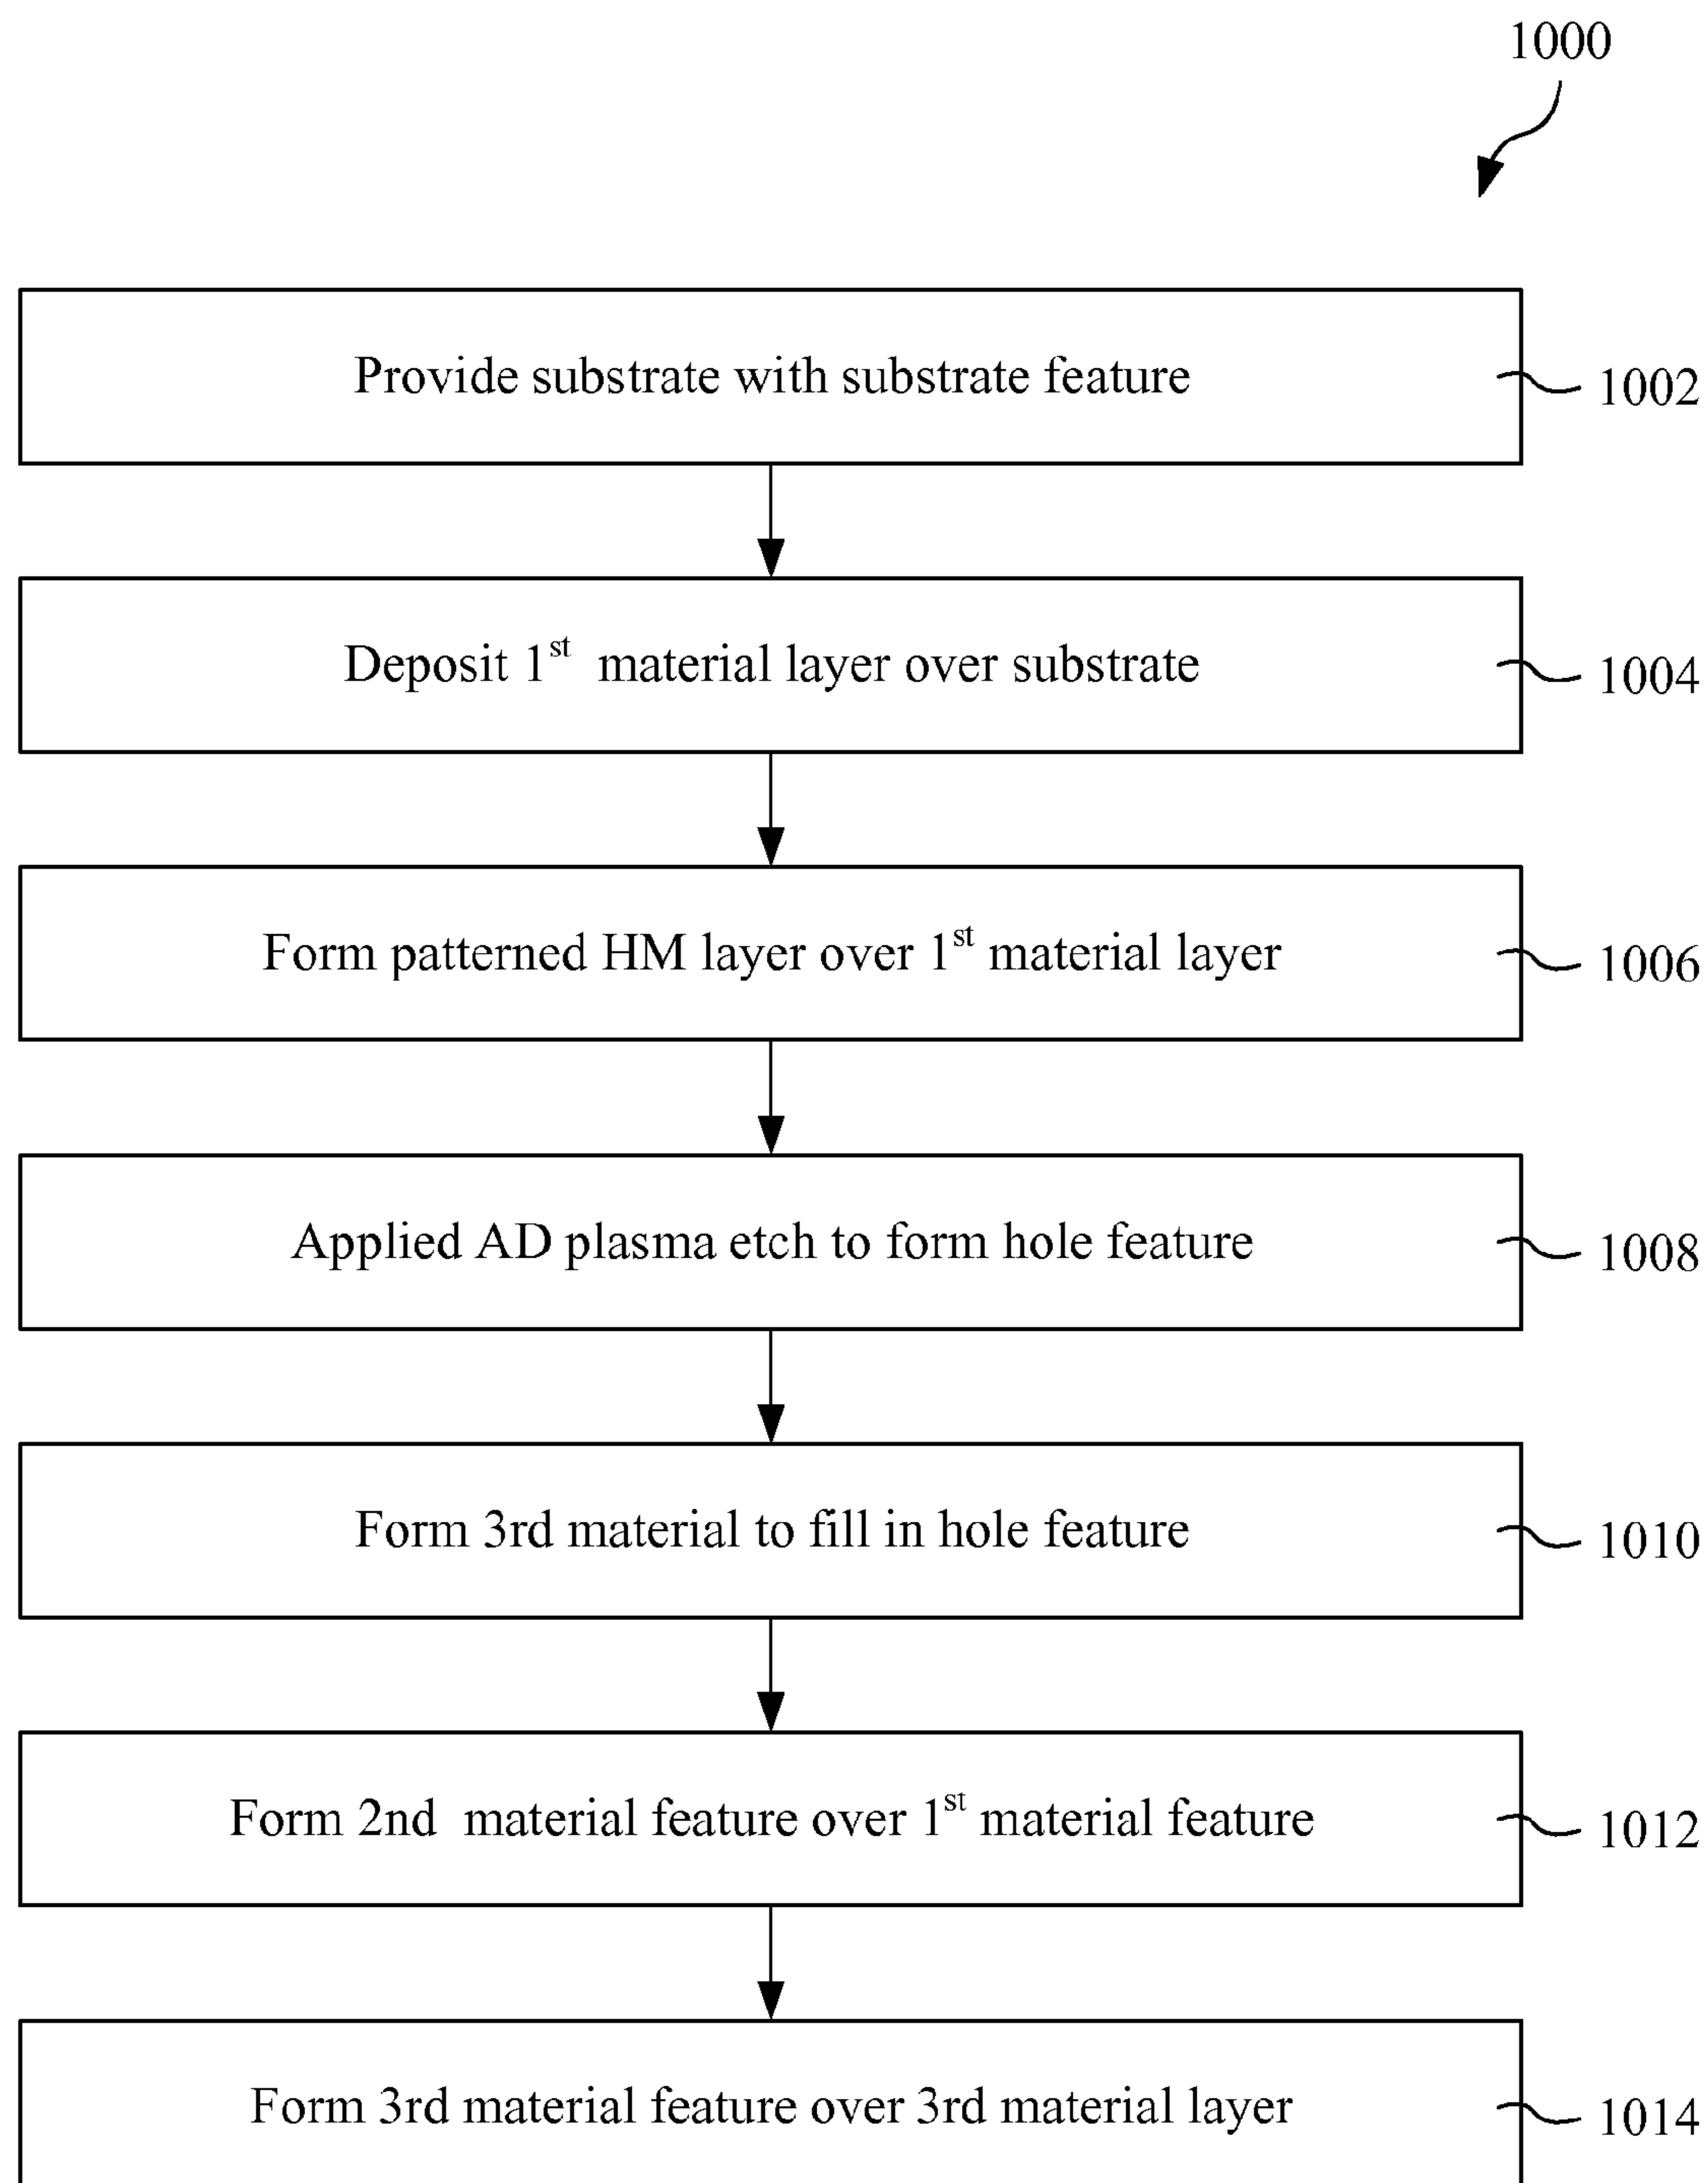 1000
Provide substrate with substrate feature
1002
Deposit 1st material layer over substrate
1004
Form patterned HM layer over 1st material layer
1006
Applied AD plasma etch to form hole feature
1008
Form 3rd material to fill in hole feature
1010
Form 2nd material feature over 1st material feature
1012
Form 3rd material feature over 3rd material layer
1014